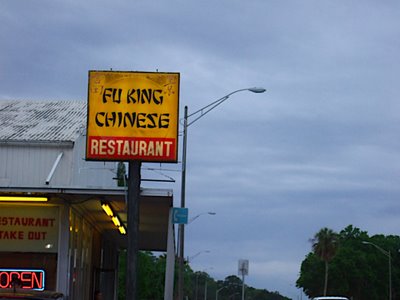 FU KING
CHINESE
RESTAURANT
RESTAURANT
TAKE OUT
OPEN